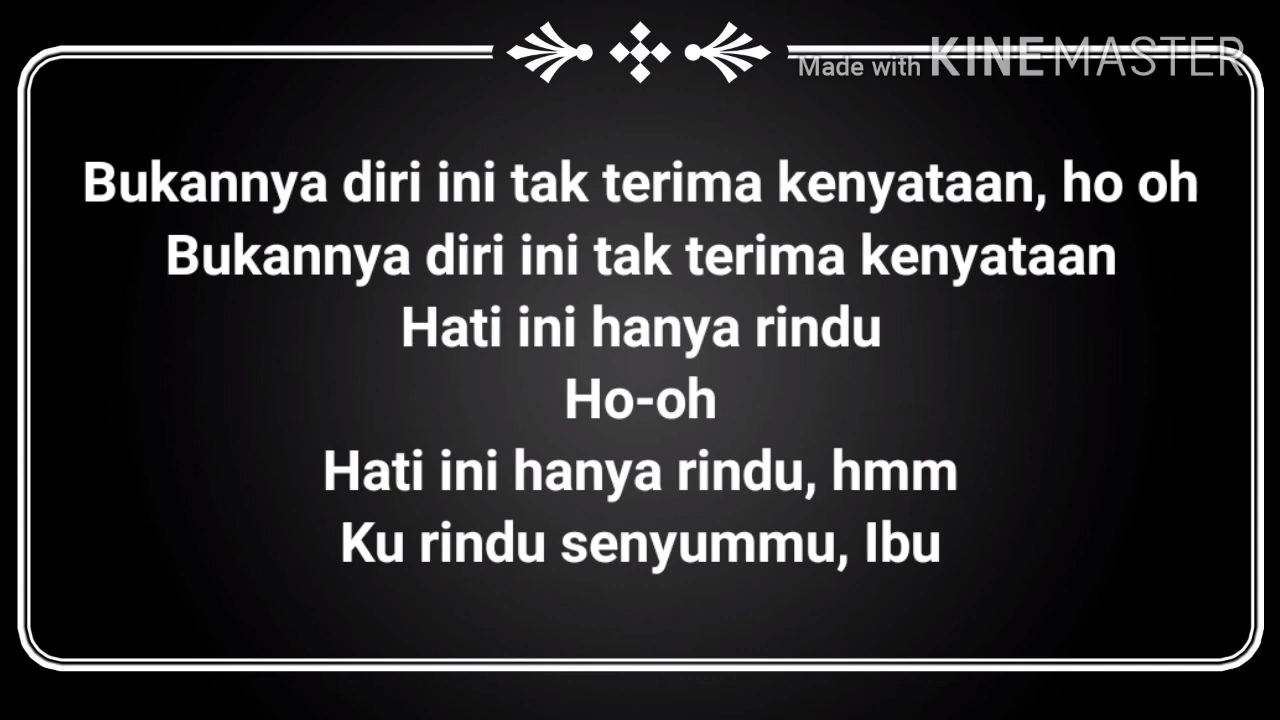 Made with KINEMASTER
Bukannya diri ini tak terima kenyataan, ho oh
Bukannya diri ini tak terima kenyataan
Hati ini hanya rindu
Ho-oh
Hati ini hanya rindu, hmm
Ku rindu senyummu, Ibu